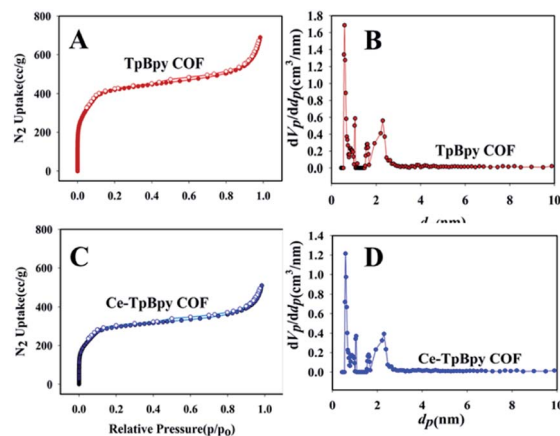 A
TpBpy COF
N₂ Uptake(cc/g)
800
600
400
200
0
0.0 0.2 0.4 0.6 0.8 1.0
B
TpBpy COF
dVp/ddp(cm³/nm)
1.8
1.6
1.4
1.2
1.0
0.8
0.6
0.4
0.2
0.0
0 2 4 6 8 10
(nm)
C
Ce-TpBpy COF
N₂ Uptake(cc/g)
800
600
400
200
0
0.0 0.2 0.4 0.6 0.8 1.0
Relative Pressure(p/p₀)
D
Ce-TpBpy COF
dVp/ddp(cm³/nm)
1.6
1.4
1.2
1.0
0.8
0.6
0.4
0.2
0.0
0 2 4 6 8 10
dp(nm)